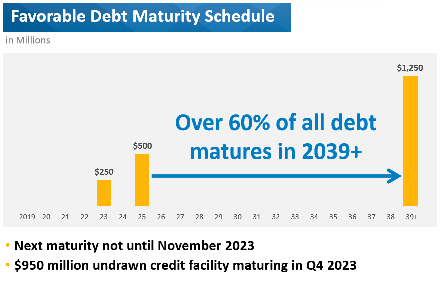 Favorable Debt Maturity Schedule
in Millions
$1,250
Over 60% of all debt
matures in 2039+
$500
$250
2019 20 21 22 23 24 25 26 27 28 29 30 31 32 33 34 35 36 37 38 39+
• Next maturity not until November 2023
• $950 million undrawn credit facility maturing in Q4 2023